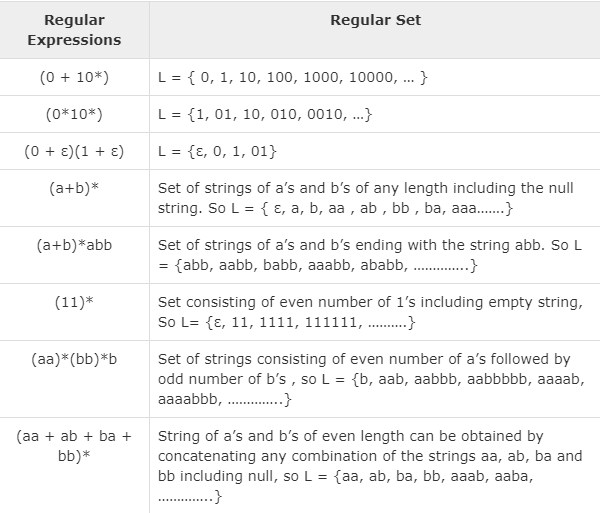 Regular
Expressions
Regular Set
(0 + 10*)
L = { 0, 1, 10, 100, 1000, 10000, … }
(0*10*)
L = {1, 01, 10, 010, 0010, …}
(0 + ε)(1 + ε)
L = {ε, 0, 1, 01}
(a+b)*
Set of strings of a’s and b’s of any length including the null
string. So L = { ε, a, b, aa , ab , bb , ba, aaa.......}
(a+b)*abb
Set of strings of a’s and b’s ending with the string abb. So L
= {abb, aabb, babb, aaabb, ababb, ..............}
(11)*
Set consisting of even number of 1’s including empty string,
So L= {ε, 11, 1111, 111111, ..........}
(aa)*(bb)*b
Set of strings consisting of even number of a’s followed by
odd number of b’s , so L = {b, aab, aabbb, aabbbbb, aaaab,
aaaabbb, ..............}
(aa + ab + ba +
bb)*
String of a’s and b’s of even length can be obtained by
concatenating any combination of the strings aa, ab, ba and
bb including null, so L = {aa, ab, ba, bb, aaab, aaba,
..............}